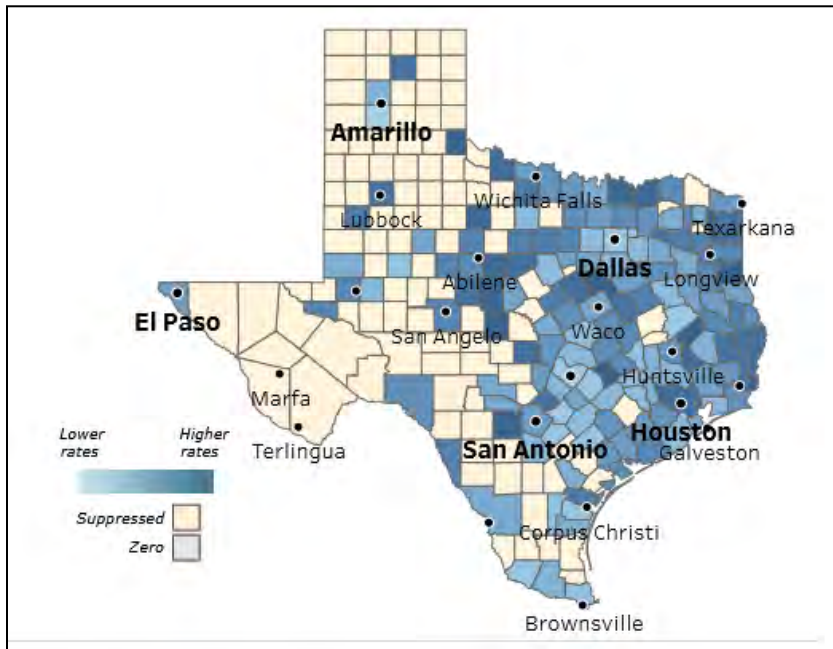 Amarillo
Wichita Falls
Lubbock
Texarkana
Dallas
Abilene
Longview
El Paso
San Angelo
Waco
Marfa
Huntsville
Lower
rates
Higher
rates
Terlingua
San Antonio
Houston
Galveston
Suppressed
Zero
Corpus Christi
Brownsville